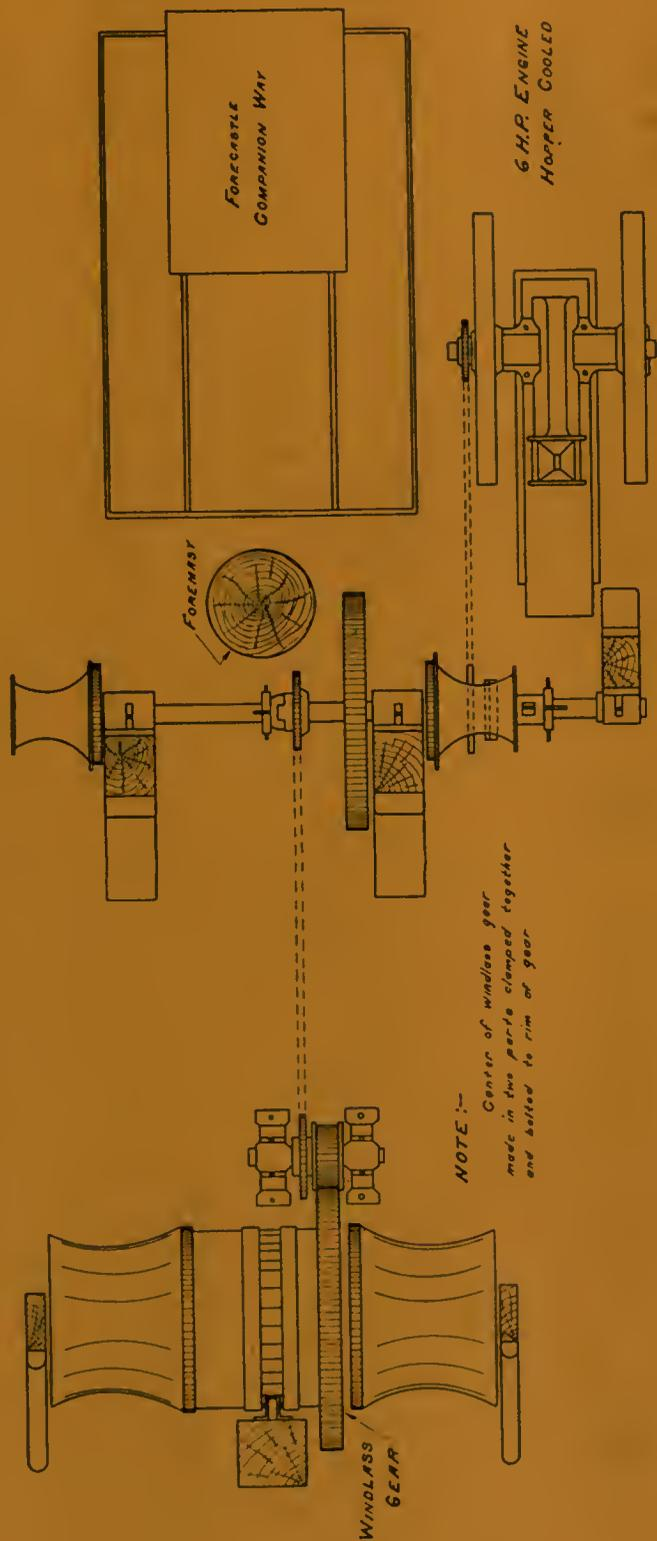 FORECASTLE
COMPANION WAY
6 H.P. ENGINE
HOPPER COOLED
FOREMAST
NOTE:-
Center of windlass gear
made in two parts clamped together
and bolted to rim of gear
WINDLASS
GEAR